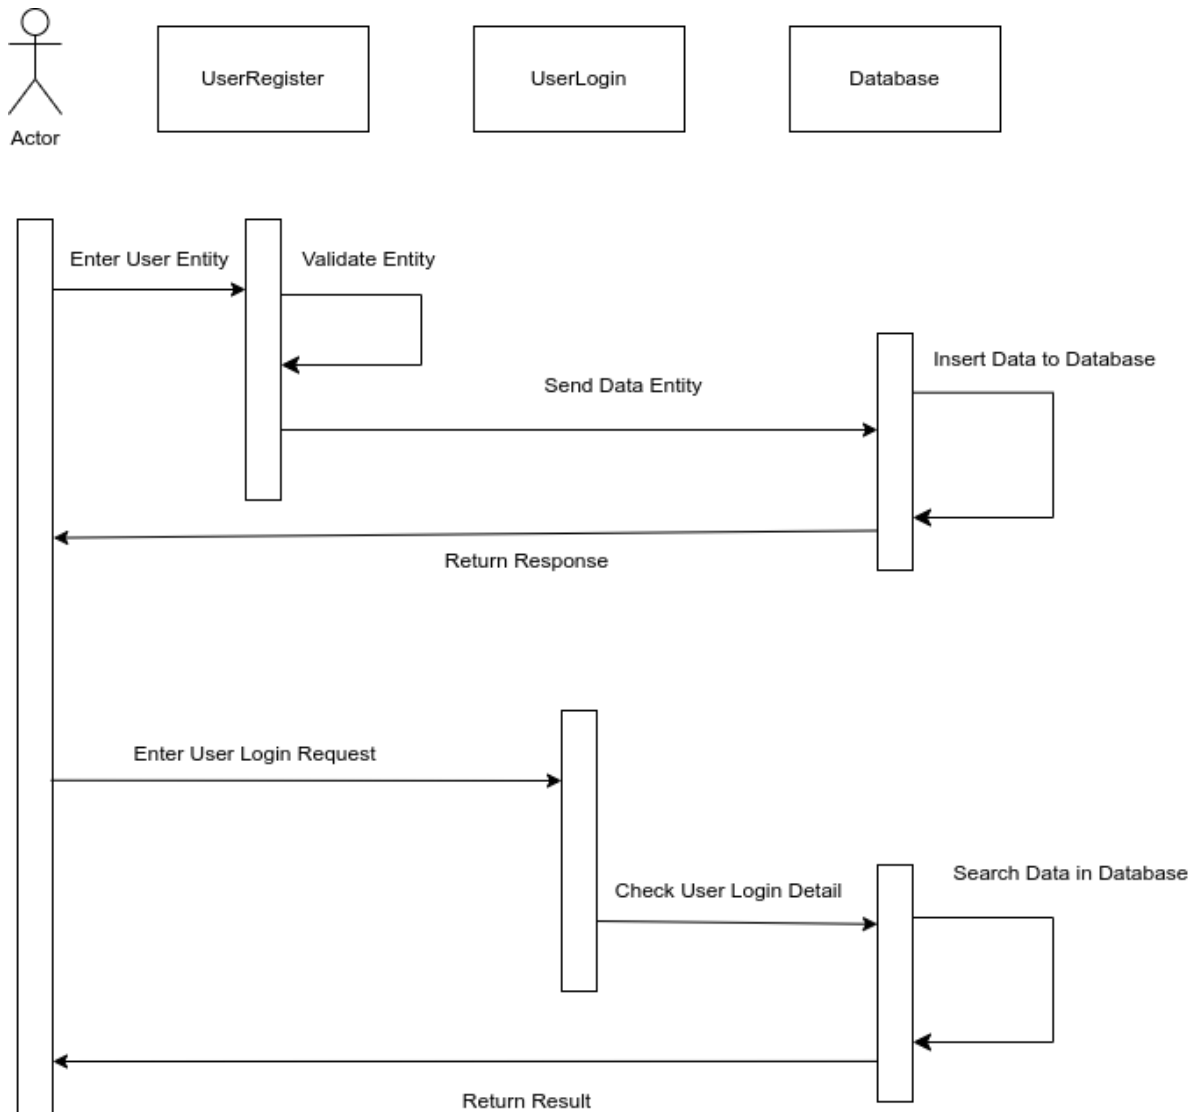 Actor
UserRegister
UserLogin
Database
Enter User Entity
Validate Entity
Insert Data to Database
Send Data Entity
Return Response
Enter User Login Request
Search Data in Database
Check User Login Detail
Return Result